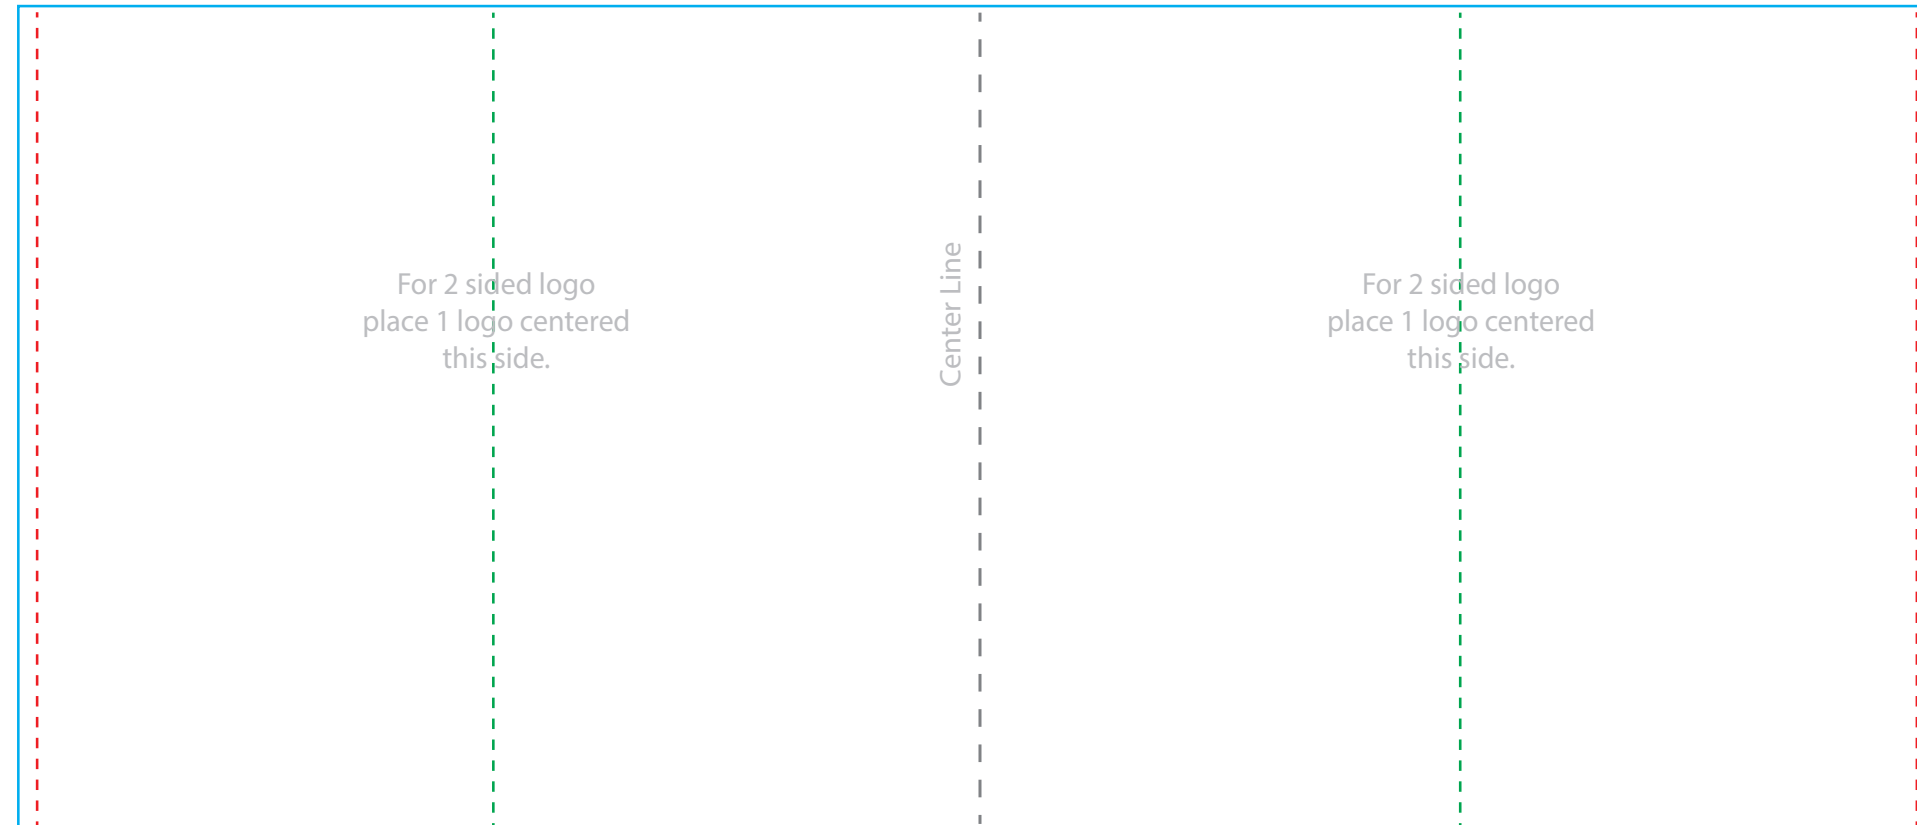 For 2 sided logo
place 1 logo centered
this side.
Center Line
For 2 sided logo
place 1 logo centered
this side.